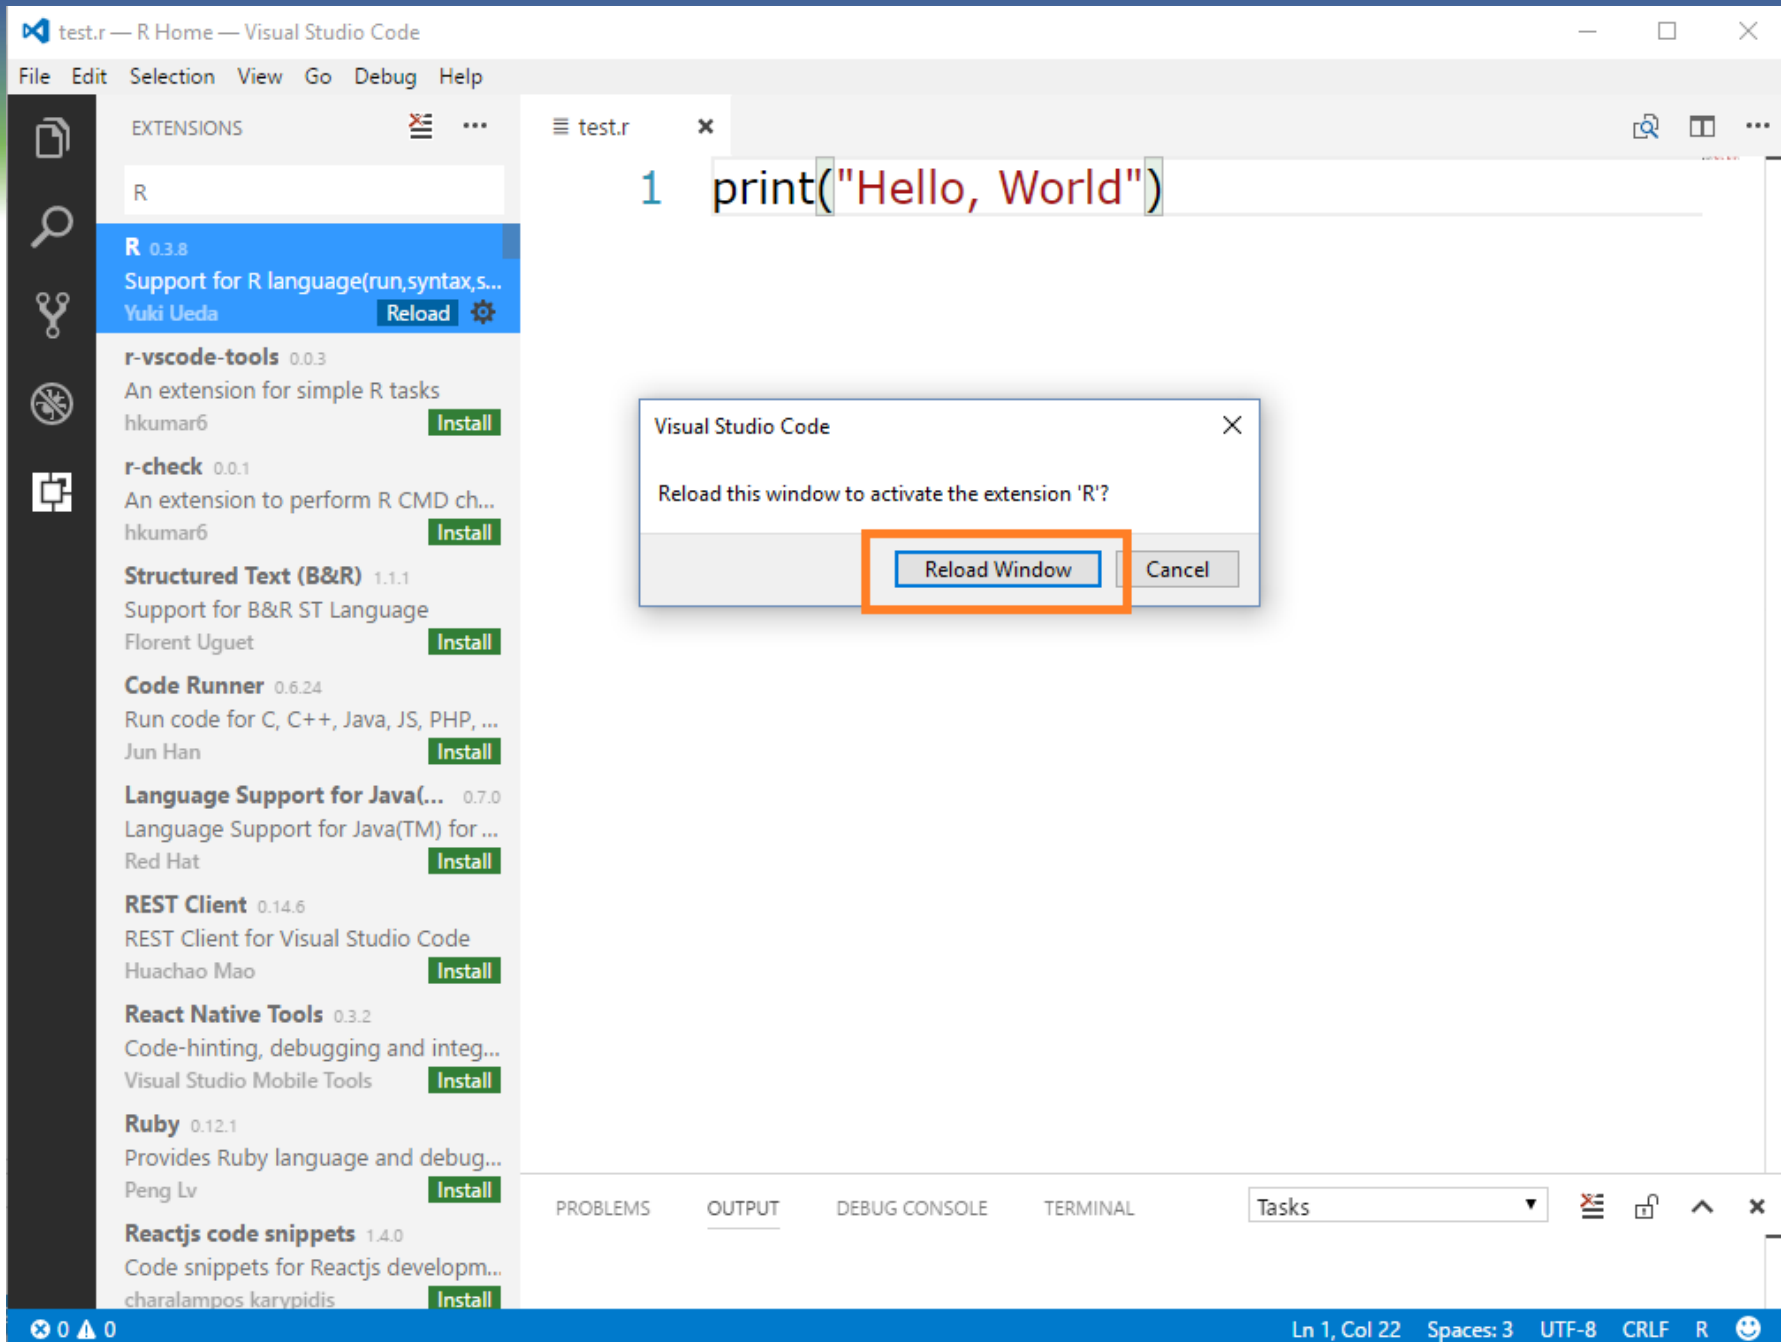 test.r — R Home — Visual Studio Code
File Edit Selection View Go Debug Help
EXTENSIONS
R
R 0.3.8
Support for R language(run,syntax,s...
Yuki Ueda Reload
r-vscode-tools 0.0.3
An extension for simple R tasks
hkumar6 Install
r-check 0.0.1
An extension to perform R CMD ch...
hkumar6 Install
Structured Text (B&R) 1.1.1
Support for B&R ST Language
Florent Uguet Install
Code Runner 0.6.24
Run code for C, C++, Java, JS, PHP, ...
Jun Han Install
Language Support for Java(... 0.7.0
Language Support for Java(TM) for ...
Red Hat Install
REST Client 0.14.6
REST Client for Visual Studio Code
Huachao Mao Install
React Native Tools 0.3.2
Code-hinting, debugging and integ...
Visual Studio Mobile Tools Install
Ruby 0.12.1
Provides Ruby language and debug...
Peng Lv Install
Reactjs code snippets 1.4.0
Code snippets for Reactjs developm...
charalampos karypidis Install
test.r
1 print("Hello, World")
Visual Studio Code
Reload this window to activate the extension 'R'?
Reload Window Cancel
PROBLEMS OUTPUT DEBUG CONSOLE TERMINAL Tasks
0 0 Ln 1, Col 22 Spaces: 3 UTF-8 CRLF R